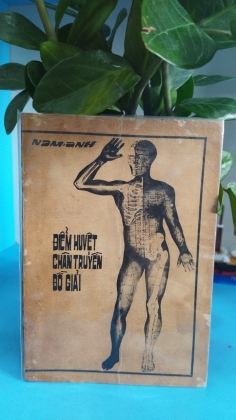 NAM-ANH
ĐIỂM HUYỆT
CHÂN TRUYỀN
ĐỒ GIẢI